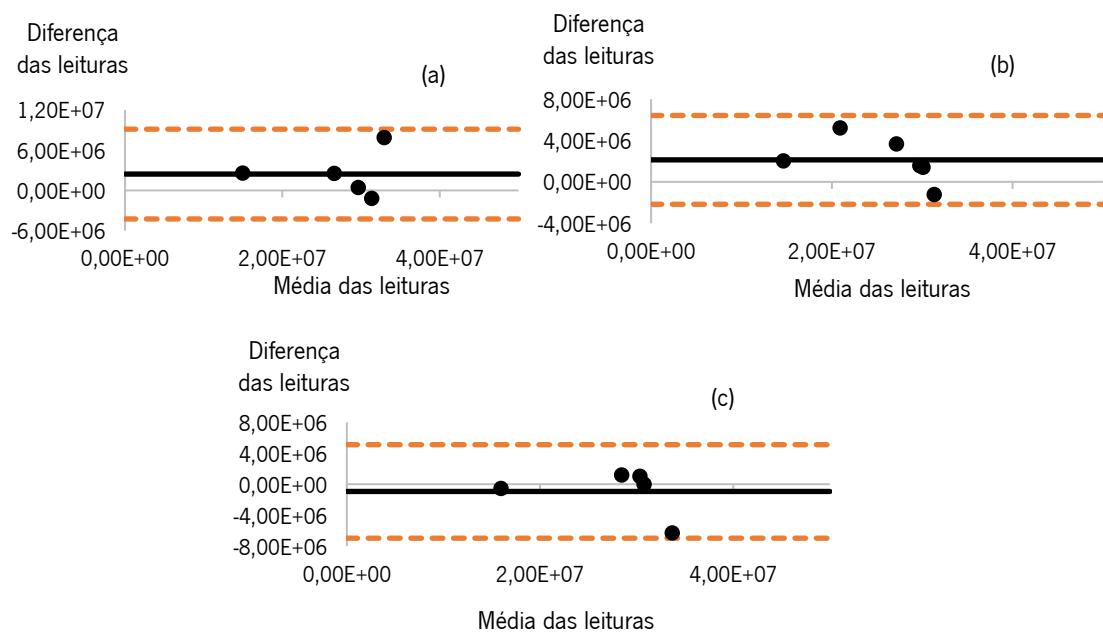 Diferença
das leituras
(a)
1,20E+07
6,00E+06
0,00E+00
-6,00E+06
0,00E+00 2,00E+07 4,00E+07
Média das leituras
Diferença
das leituras
(b)
8,00E+06
4,00E+06
0,00E+00
-4,00E+06
0,00E+00 2,00E+07 4,00E+07
Média das leituras
Diferença
das leituras
(c)
8,00E+06
4,00E+06
0,00E+00
-4,00E+06
-8,00E+06
0,00E+00 2,00E+07 4,00E+07
Média das leituras